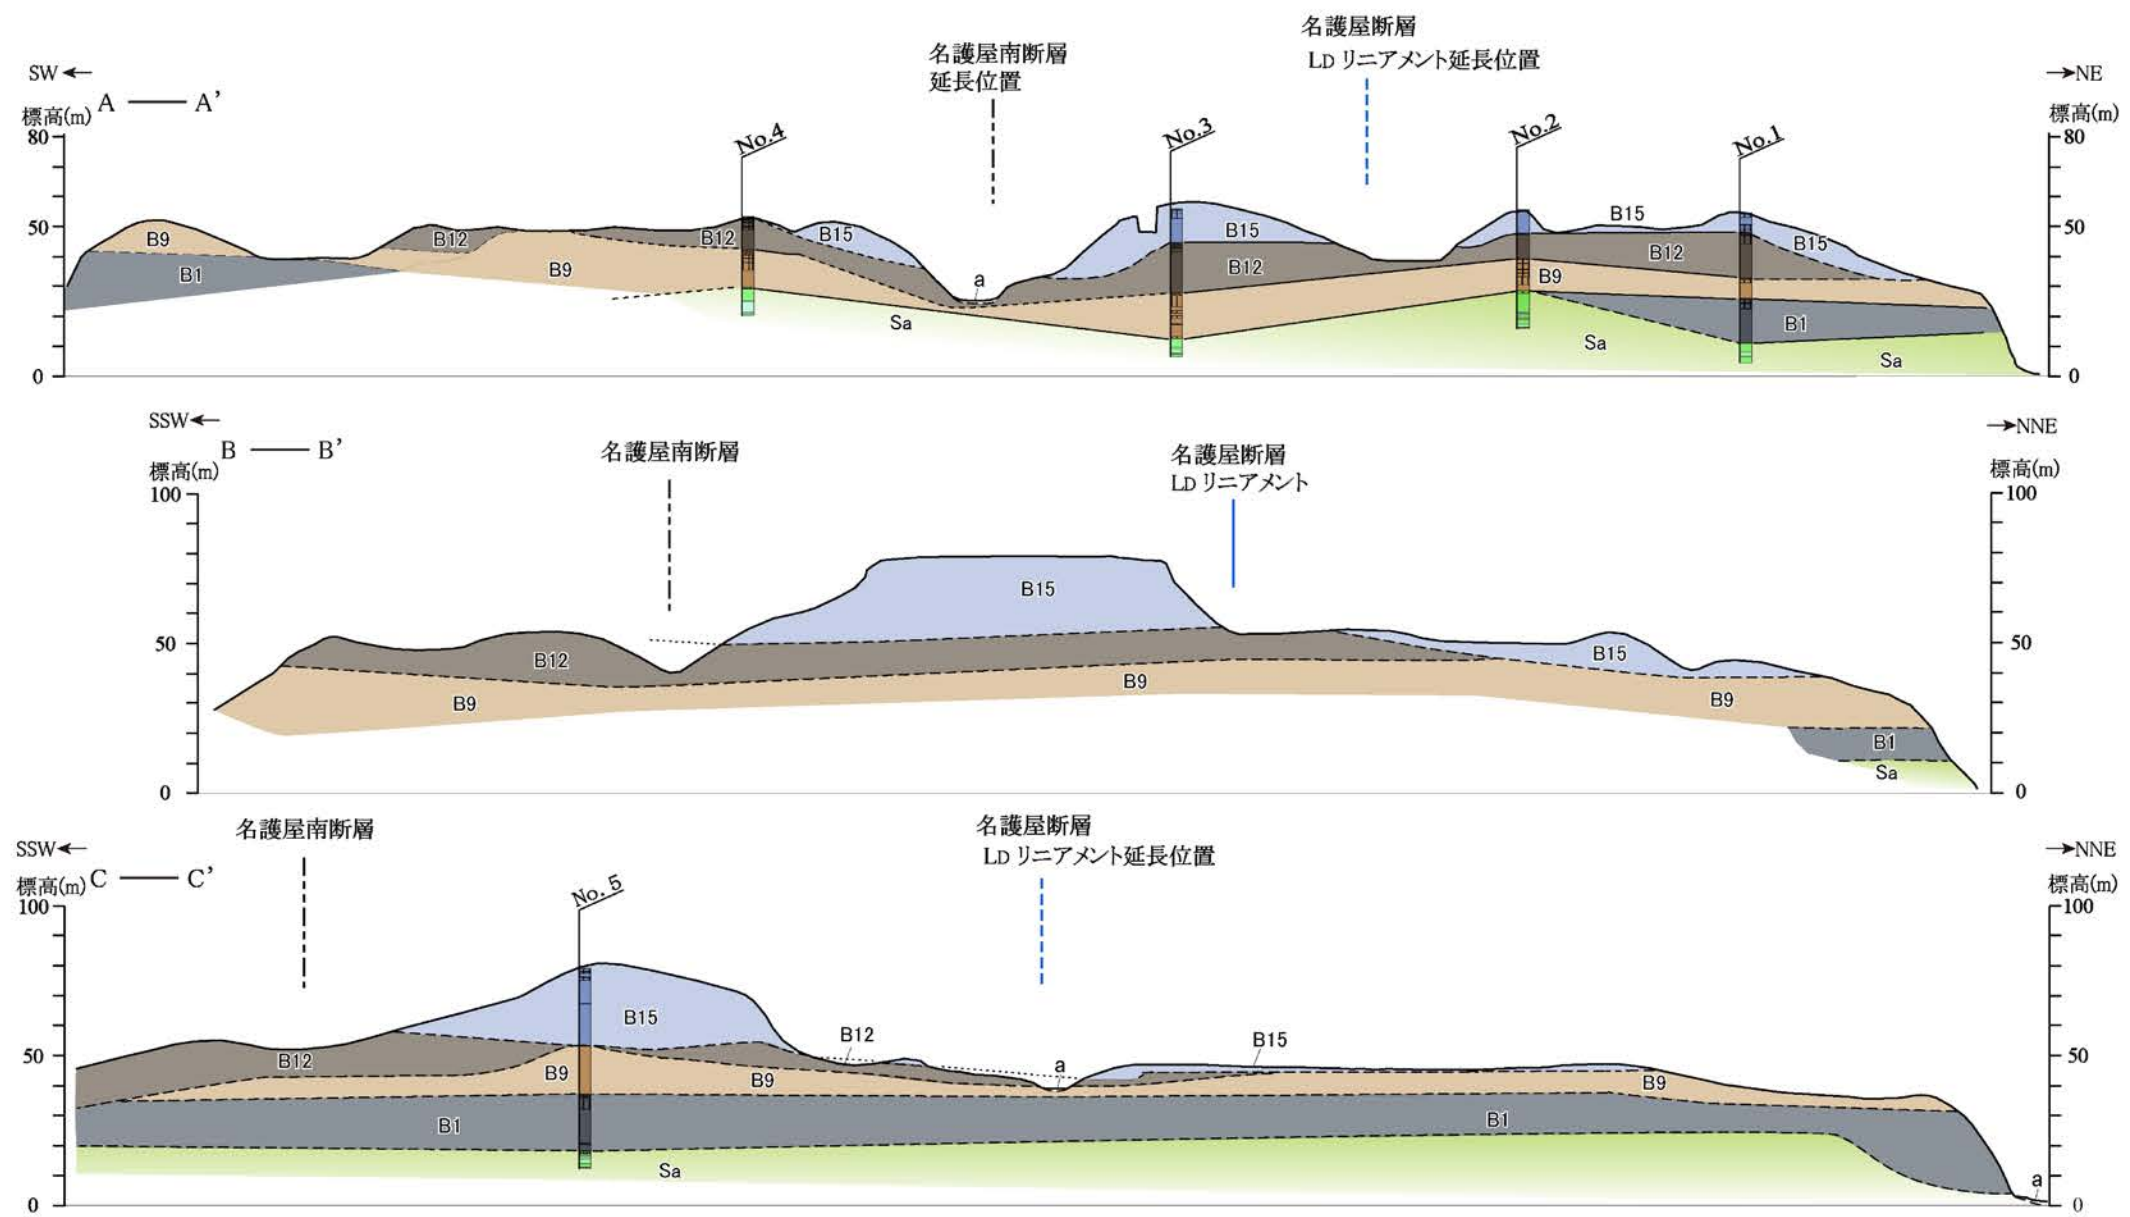 名護屋断層
LD リニアメント延長位置
名護屋南断層
延長位置
SW←
→NE
A —— A’
標高(m)
標高(m)
No.4
No.3
No.2
No.1
80
80
50
50
0
0
B9
B1
B12
B9
B12
B15
a
Sa
B15
B12
B9
B15
B12
B15
B1
Sa
Sa
SSW←
→NNE
B —— B’
名護屋南断層
名護屋断層
LD リニアメント
標高(m)
標高(m)
100
100
50
50
0
0
B15
B12
B9
B9
B15
B9
B1
Sa
名護屋南断層
名護屋断層
LD リニアメント延長位置
SSW←
→NNE
C —— C’
標高(m)
標高(m)
No. 5
100
100
50
50
0
0
B15
B12
B12
B15
a
B9
B9
B9
B1
B1
Sa
a